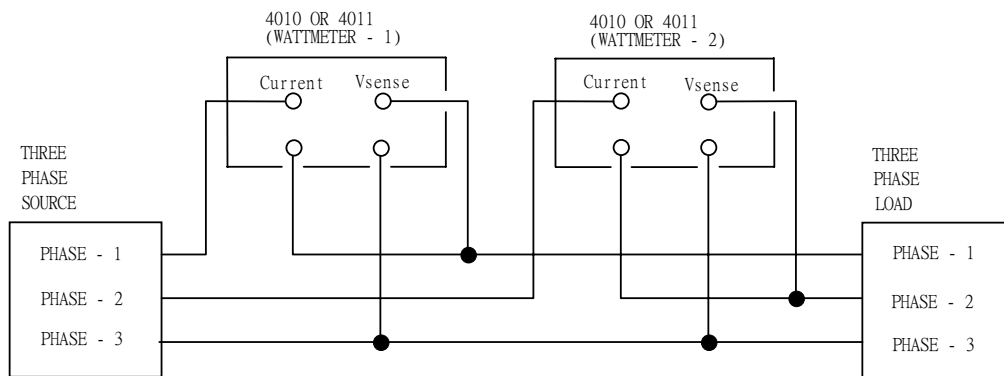 4010 OR 4011
(WATTMETER - 1)
4010 OR 4011
(WATTMETER - 2)
Current
Vsense
Current
Vsense
THREE
PHASE
SOURCE
THREE
PHASE
LOAD
PHASE - 1
PHASE - 2
PHASE - 3
PHASE - 1
PHASE - 2
PHASE - 3